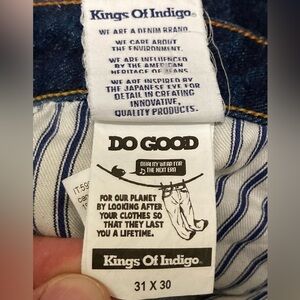 Kings Of Indigo®
WE ARE A DENIM BRAND.
WE CARE ABOUT
THE ENVIRONMENT.
WE ARE INFLUENCED
BY THE AMERICAN
HERITAGE OF JEANS.
WE ARE INSPIRED BY
THE JAPANESE EYE FOR
DETAIL IN CREATING
INNOVATIVE,
QUALITY PRODUCTS.
DO GOOD
QUALITY WEAR FOR
THE NEXT ERA
FOR OUR PLANET
BY LOOKING AFTER
YOUR CLOTHES SO
THAT THEY LAST
YOU A LIFETIME.
Kings Of Indigo®
31 X 30